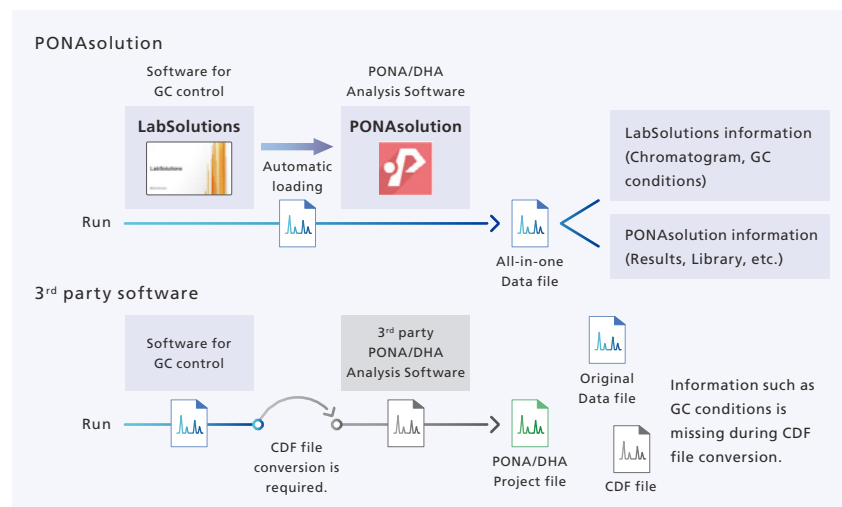 PONAsolution
Software for
GC control
PONA/DHA
Analysis Software
LabSolutions
LabSolutions
PONAsolution
Automatic
loading
Run
All-in-one
Data file
LabSolutions information
(Chromatogram, GC
conditions)
PONAsolution information
(Results, Library, etc.)
3rd party software
Software for
GC control
3rd party
PONA/DHA
Analysis Software
Run
CDF file
conversion is
required.
PONA/DHA
Project file
Original
Data file
CDF file
Information such as
GC conditions is
missing during CDF
file conversion.